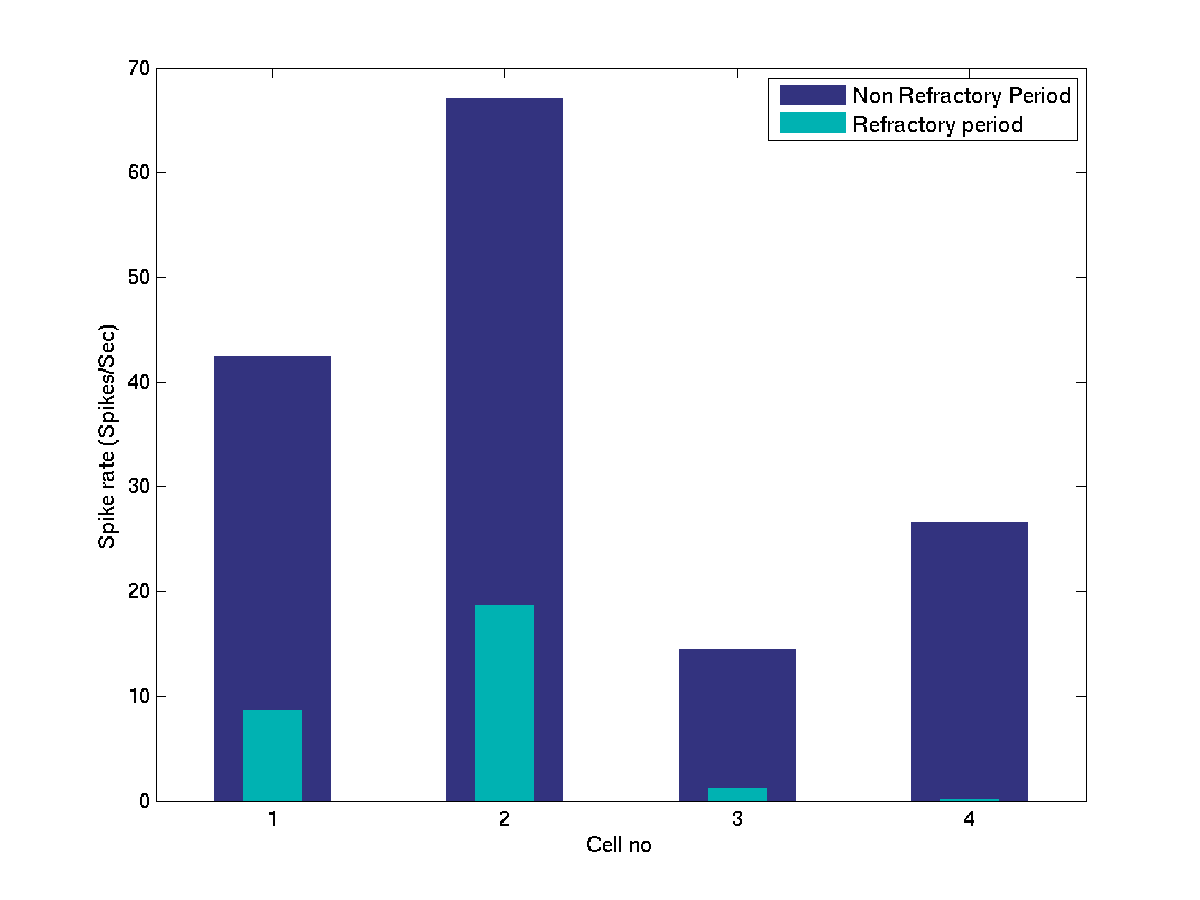 70
60
50
40
30
20
10
0
Spike rate (Spikes/Sec)
Non Refractory Period
Refractory period
1 2 3 4
Cell no